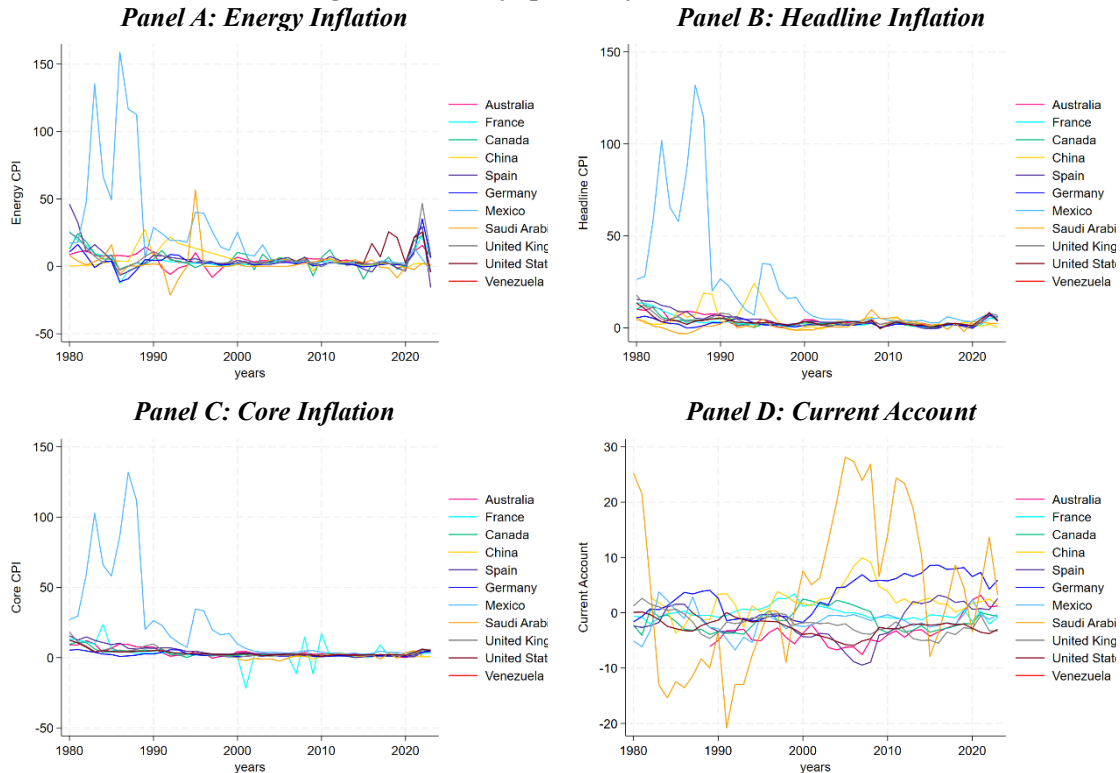 Panel A: Energy Inflation
Panel B: Headline Inflation
150
100
50
0
-50
Energy CPI
1980
1990
2000
2010
2020
years
Australia
France
Canada
China
Spain
Germany
Mexico
Saudi Arabi
United King
United Stat
Venezuela
150
100
50
0
Headline CPI
1980
1990
2000
2010
2020
years
Australia
France
Canada
China
Spain
Germany
Mexico
Saudi Arabi
United King
United Stat
Venezuela
Panel C: Core Inflation
Panel D: Current Account
150
100
50
0
-50
Core CPI
1980
1990
2000
2010
2020
years
Australia
France
Canada
China
Spain
Germany
Mexico
Saudi Arabi
United King
United Stat
Venezuela
30
20
10
0
-10
-20
Current Account
1980
1990
2000
2010
2020
years
Australia
France
Canada
China
Spain
Germany
Mexico
Saudi Arabi
United King
United Stat
Venezuela